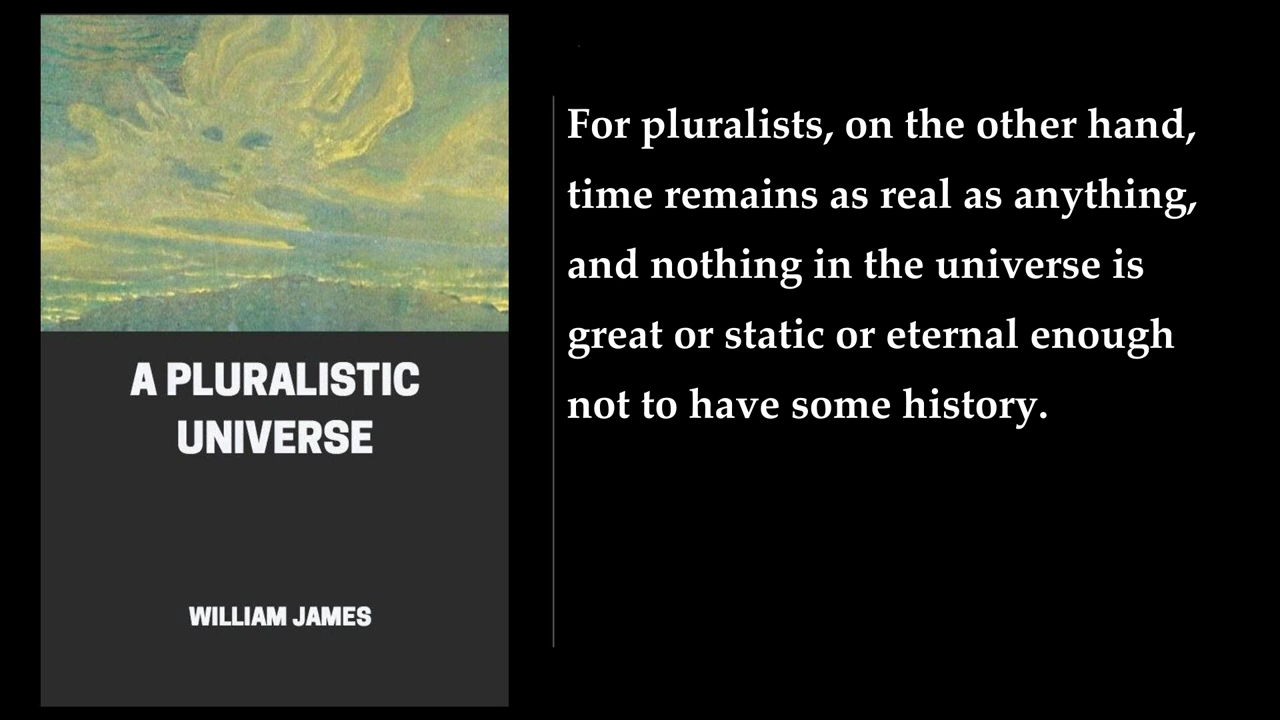 A PLURALISTIC
UNIVERSE
WILLIAM JAMES
For pluralists, on the other hand,
time remains as real as anything,
and nothing in the universe is
great or static or eternal enough
not to have some history.